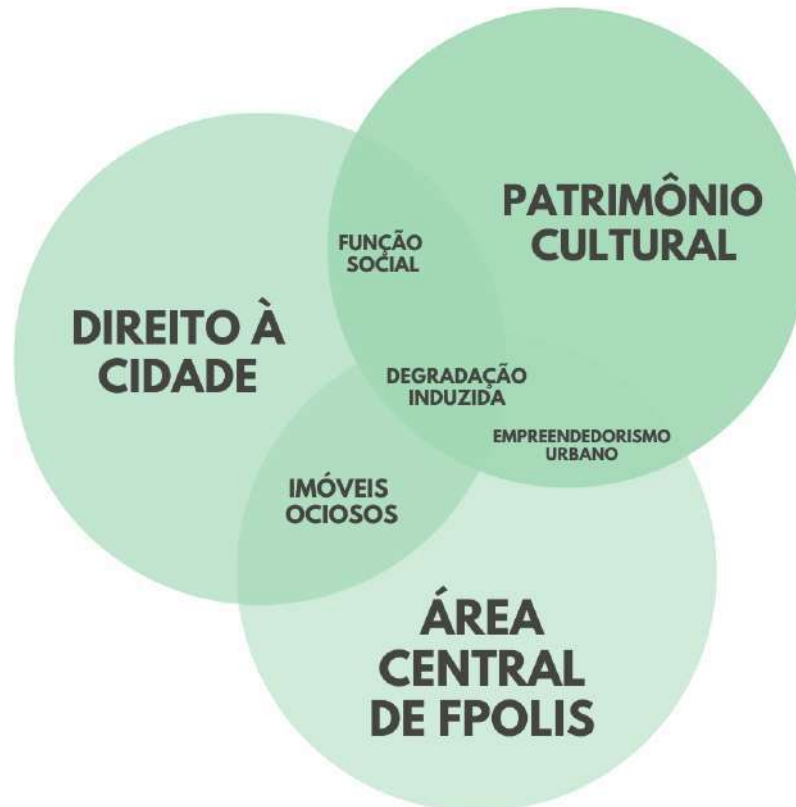 PATRIMÔNIO
CULTURAL
FUNÇÃO
SOCIAL
DIREITO À
CIDADE
DEGRADAÇÃO
INDUZIDA
EMPREENDEDORISMO
URBANO
IMÓVEIS
OCIOSOS
ÁREA
CENTRAL
DE FPOLIS